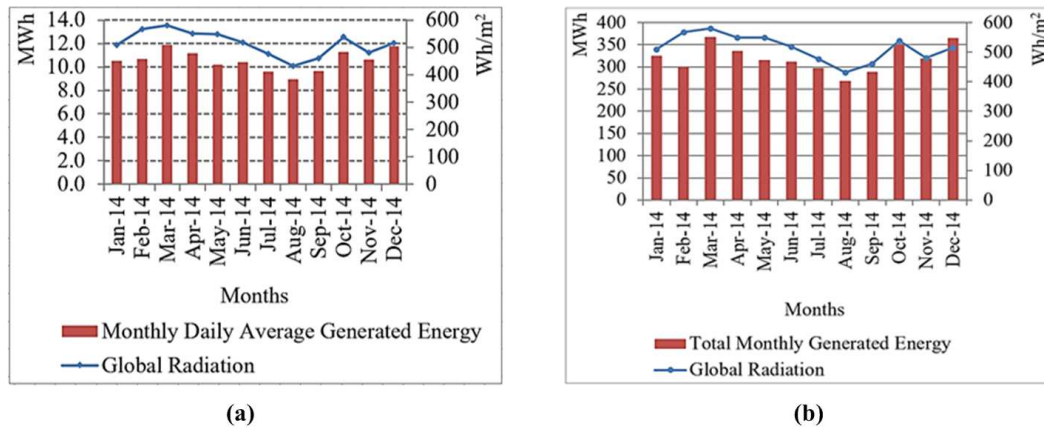 MWh
14.0
12.0
10.0
8.0
6.0
4.0
2.0
0.0
600
500
400
300
200
100
0
Wh/m²
Jan-14
Feb-14
Mar-14
Apr-14
May-14
Jun-14
Jul-14
Aug-14
Sep-14
Oct-14
Nov-14
Dec-14
Months
Monthly Daily Average Generated Energy
Global Radiation
(a)
MWh
400
350
300
250
200
150
100
50
0
600
500
400
300
200
100
0
Wh/m²
Jan-14
Feb-14
Mar-14
Apr-14
May-14
Jun-14
Jul-14
Aug-14
Sep-14
Oct-14
Nov-14
Dec-14
Months
Total Monthly Generated Energy
Global Radiation
(b)